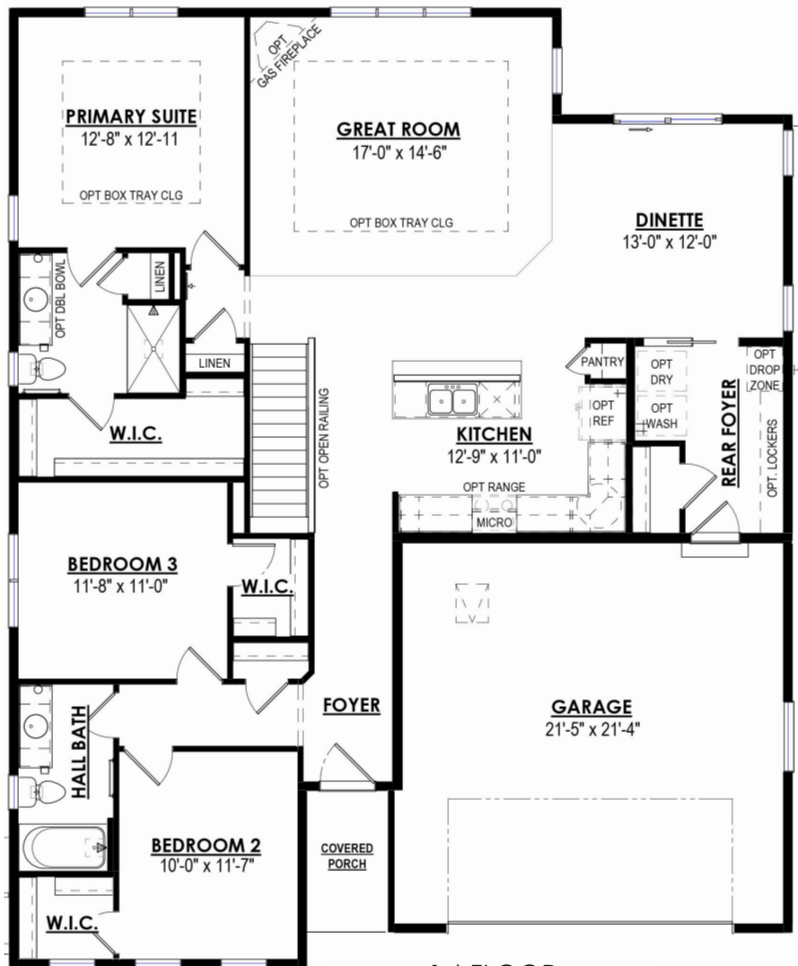 OPT
GAS FIREPLACE
PRIMARY SUITE
12'-8" x 12'-11
OPT BOX TRAY CLG
GREAT ROOM
17'-0" x 14'-6"
OPT BOX TRAY CLG
DINETTE
13'-0" x 12'-0"
OPT DBL BOWL
LINEN
LINEN
W.I.C.
OPT OPEN RAILING
PANTRY
OPT
REF
KITCHEN
12'-9" x 11'-0"
OPT RANGE
MICRO
OPT
DRY
OPT
WASH
REAR FOYER
OPT
DROP
ZONE
OPT. LOCKERS
BEDROOM 3
11'-8" x 11'-0"
W.I.C.
FOYER
GARAGE
21'-5" x 21'-4"
HALL BATH
BEDROOM 2
10'-0" x 11'-7"
COVERED
PORCH
W.I.C.